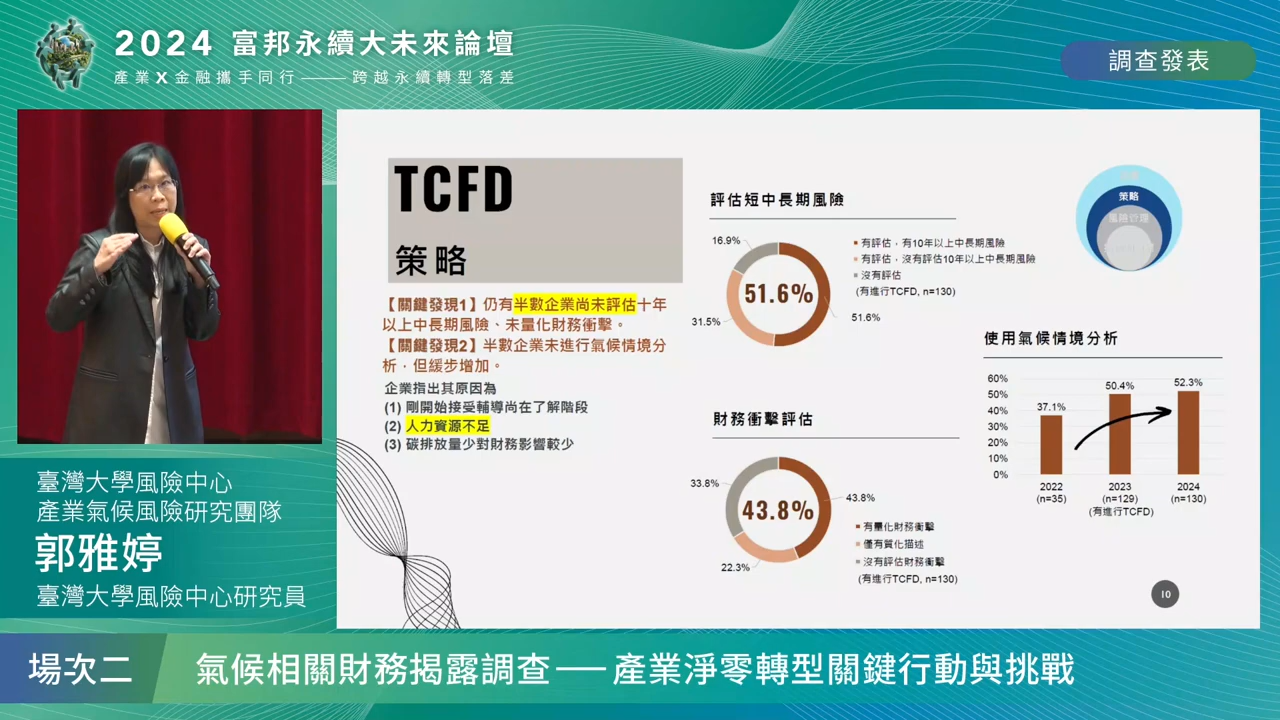 2024 富邦永續大未來論壇
產業X金融攜手同行——跨越永續轉型落差
調查發表
TCFD
策略
【關鍵發現1】仍有半數企業尚未評估十年
以上中長期風險、未量化財務衝擊。
【關鍵發現2】半數企業未進行氣候情境分
析，但緩步增加。
企業指出其原因為
(1) 剛開始接受輔導尚在了解階段
(2) 人力資源不足
(3) 碳排放量少對財務影響較少
評估短中長期風險
16.9%
51.6%
31.5%
51.6%
有評估，有10年以上中長期風險
有評估，沒有評估10年以上中長期風險
沒有評估
(有進行TCFD, n=130)
財務衝擊評估
33.8%
43.8%
43.8%
22.3%
有量化財務衝擊
僅有質化描述
沒有評估財務衝擊
(有進行TCFD, n=130)
策略
風險管理
使用氣候情境分析
60%
50%
40%
30%
20%
10%
0%
37.1%
50.4%
52.3%
2022 2023 2024
(n=35) (n=129) (n=130)
(有進行TCFD)
10
臺灣大學風險中心
產業氣候風險研究團隊
郭雅婷
臺灣大學風險中心研究員
場次二
氣候相關財務揭露調查——產業淨零轉型關鍵行動與挑戰